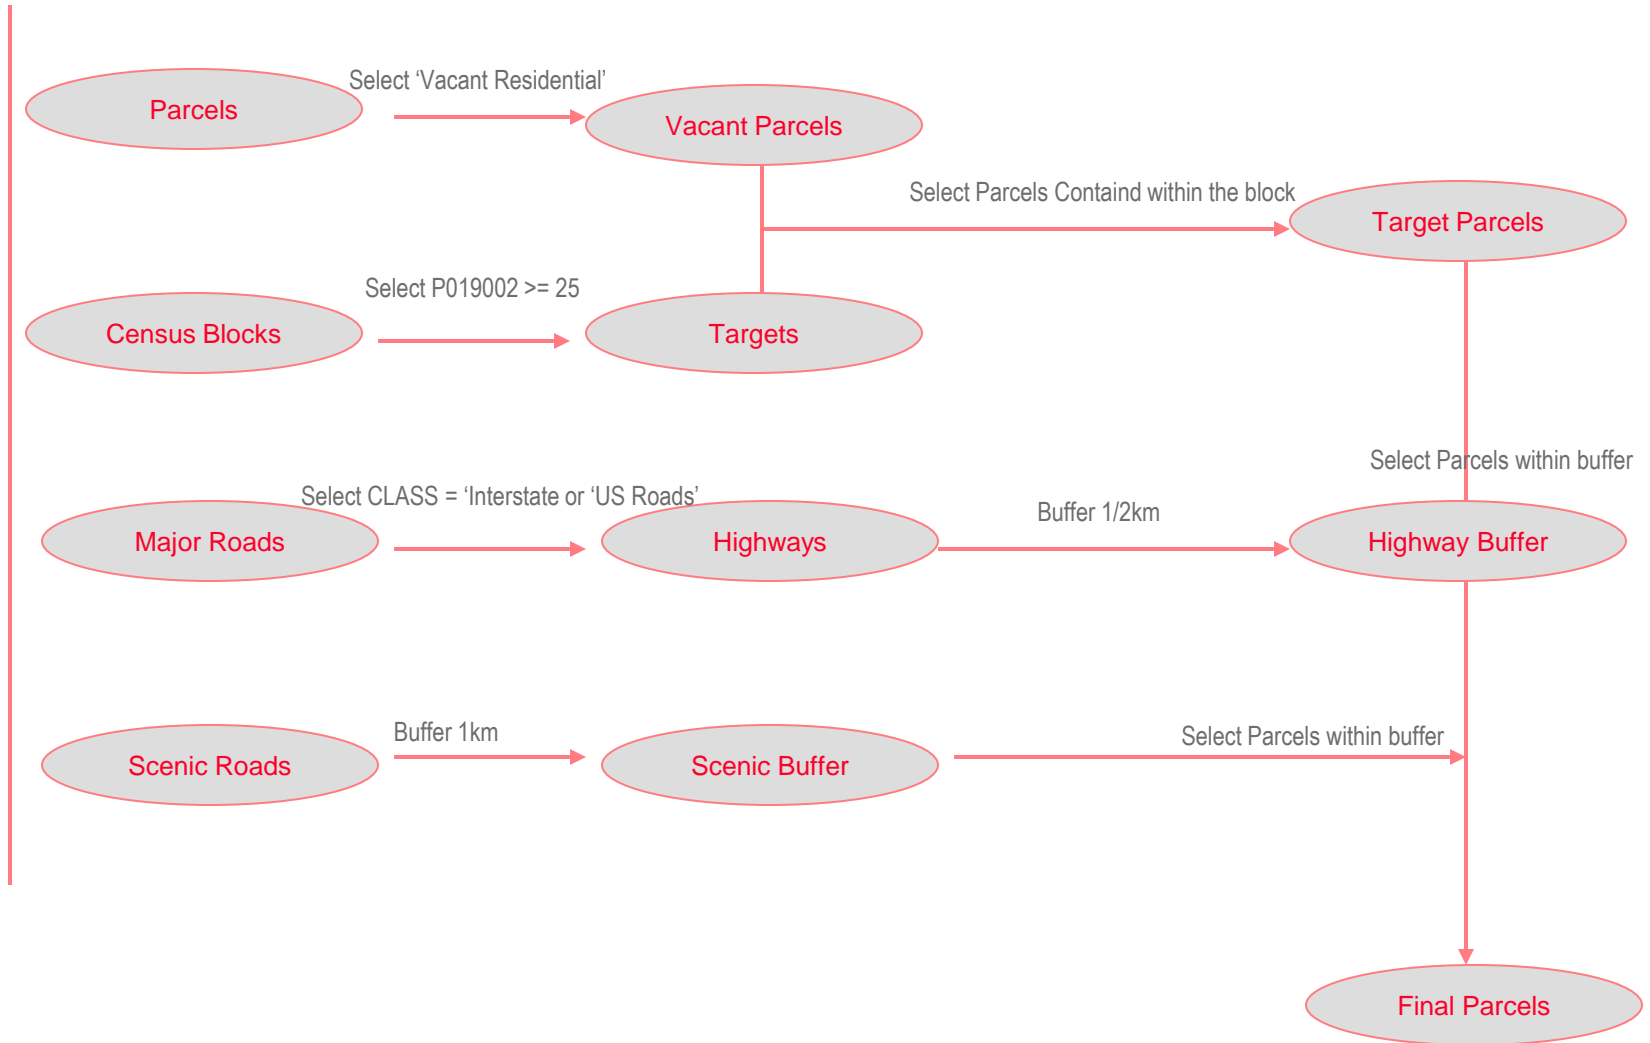 Select ‘Vacant Residential’
Parcels
Vacant Parcels
Select Parcels Containd within the block
Target Parcels
Select P019002 >= 25
Census Blocks
Targets
Select Parcels within buffer
Select CLASS = ‘Interstate or ‘US Roads’
Buffer 1/2km
Major Roads
Highways
Highway Buffer
Buffer 1km
Select Parcels within buffer
Scenic Roads
Scenic Buffer
Final Parcels